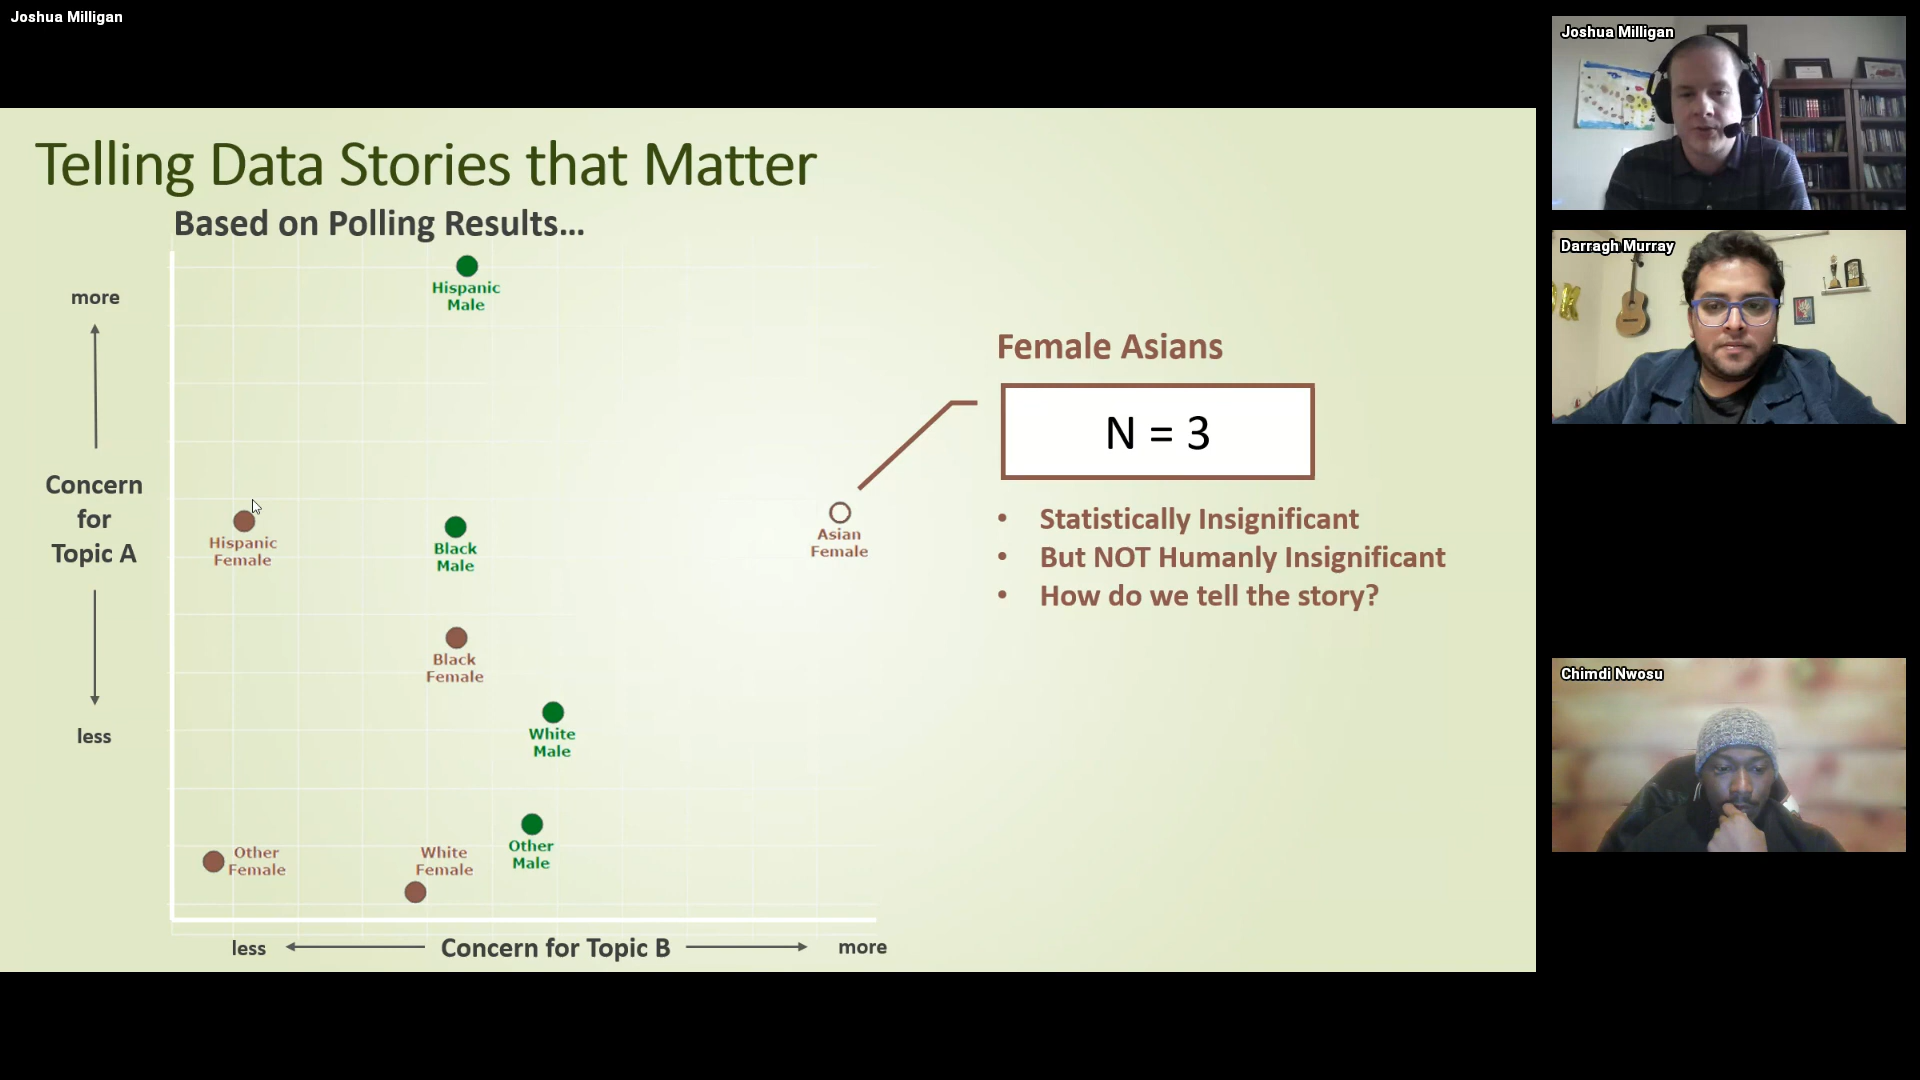 Joshua Milligan
Joshua Milligan
Telling Data Stories that Matter
Based on Polling Results...
Hispanic
Male
more
Female Asians
N = 3
Concern
for
Topic A
Hispanic
Female
Black
Male
Asian
Female
• Statistically Insignificant
• But NOT Humanly Insignificant
• How do we tell the story?
Black
Female
less
White
Male
Other
Female
White
Female
Other
Male
less
Concern for Topic B
more
Darragh Murray
Chimdi Nwosu